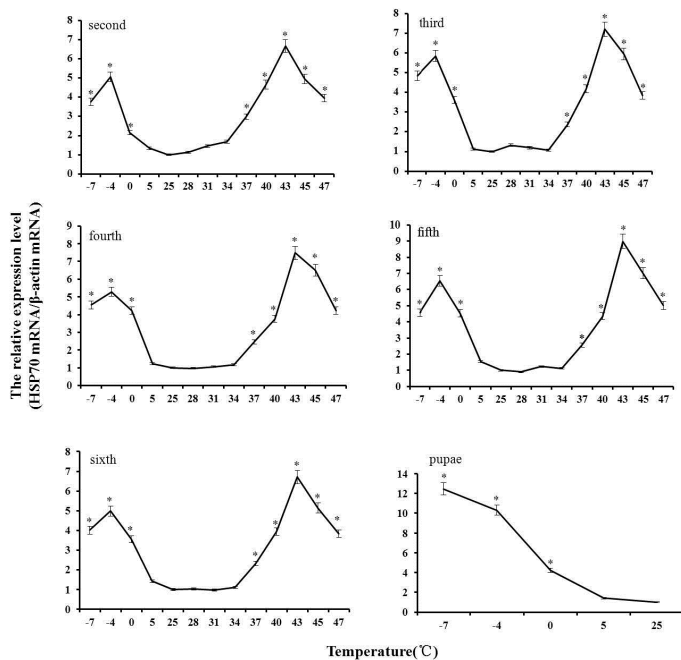 The relative expression level
(HSP70 mRNA/β-actin mRNA)
second
8
7
6
5
4
3
2
1
0
* * * * * * * *
-7 -4 0 5 25 28 31 34 37 40 43 45 47
third
8
7
6
5
4
3
2
1
0
* * * * * * * *
-7 -4 0 5 25 28 31 34 37 40 43 45 47
fourth
9
8
7
6
5
4
3
2
1
0
* * * * * * * *
-7 -4 0 5 25 28 31 34 37 40 43 45 47
fifth
10
9
8
7
6
5
4
3
2
1
0
* * * * * * * *
-7 -4 0 5 25 28 31 34 37 40 43 45 47
sixth
8
7
6
5
4
3
2
1
0
* * * * * * * *
-7 -4 0 5 25 28 31 34 37 40 43 45 47
pupae
14
12
10
8
6
4
2
0
* * *
-7 -4 0 5 25
Temperature(℃)